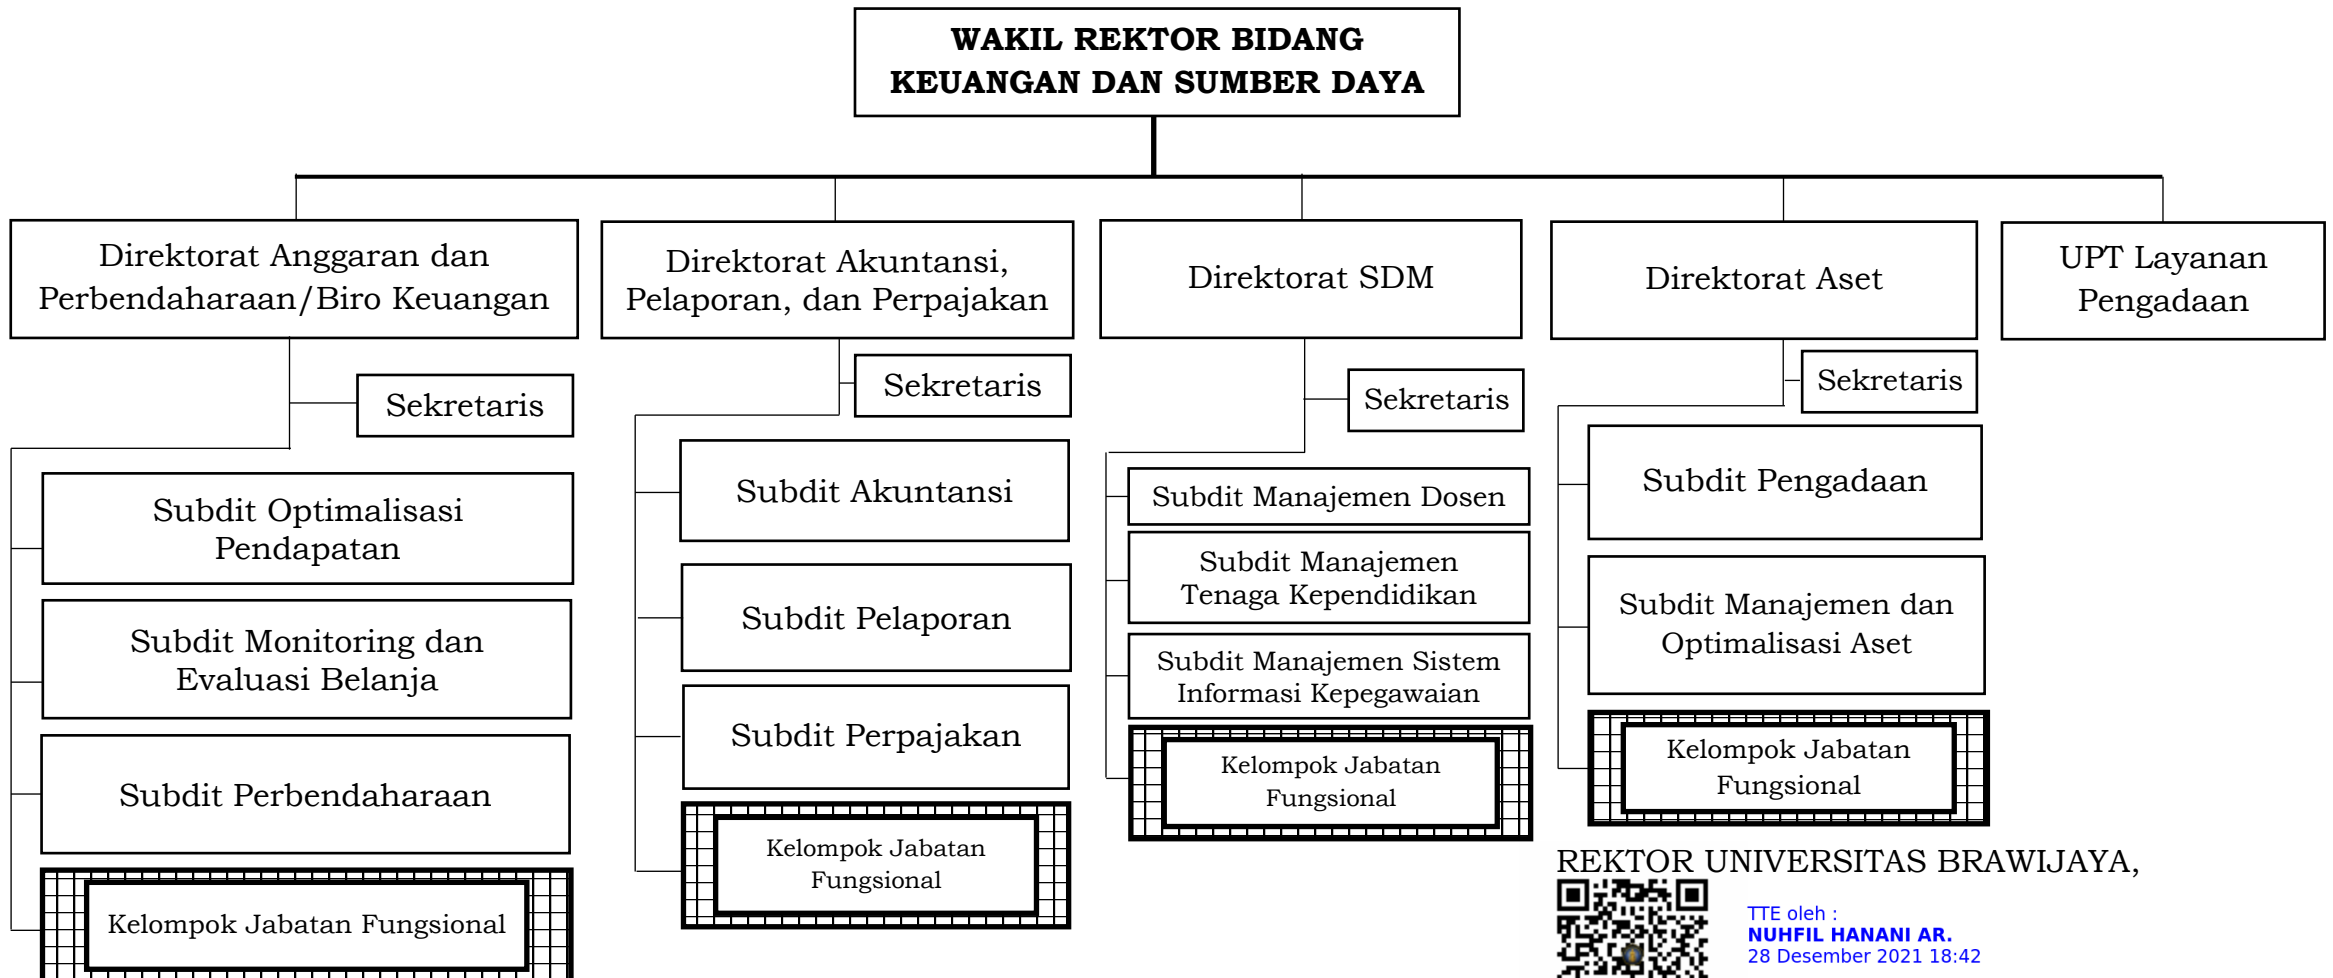 WAKIL REKTOR BIDANG
KEUANGAN DAN SUMBER DAYA
Direktorat Anggaran dan
Perbendaharaan/Biro Keuangan
Sekretaris
Subdit Optimalisasi
Pendapatan
Subdit Monitoring dan
Evaluasi Belanja
Subdit Perbendaharaan
Kelompok Jabatan Fungsional
Direktorat Akuntansi,
Pelaporan, dan Perpajakan
Sekretaris
Subdit Akuntansi
Subdit Pelaporan
Subdit Perpajakan
Kelompok Jabatan
Fungsional
Direktorat SDM
Sekretaris
Subdit Manajemen Dosen
Subdit Manajemen
Tenaga Kependidikan
Subdit Manajemen Sistem
Informasi Kepegawaian
Kelompok Jabatan
Fungsional
Direktorat Aset
Sekretaris
Subdit Pengadaan
Subdit Manajemen dan
Optimalisasi Aset
Kelompok Jabatan
Fungsional
UPT Layanan
Pengadaan
REKTOR UNIVERSITAS BRAWIJAYA,
TTE oleh :
NUHFIL HANANI AR.
28 Desember 2021 18:42